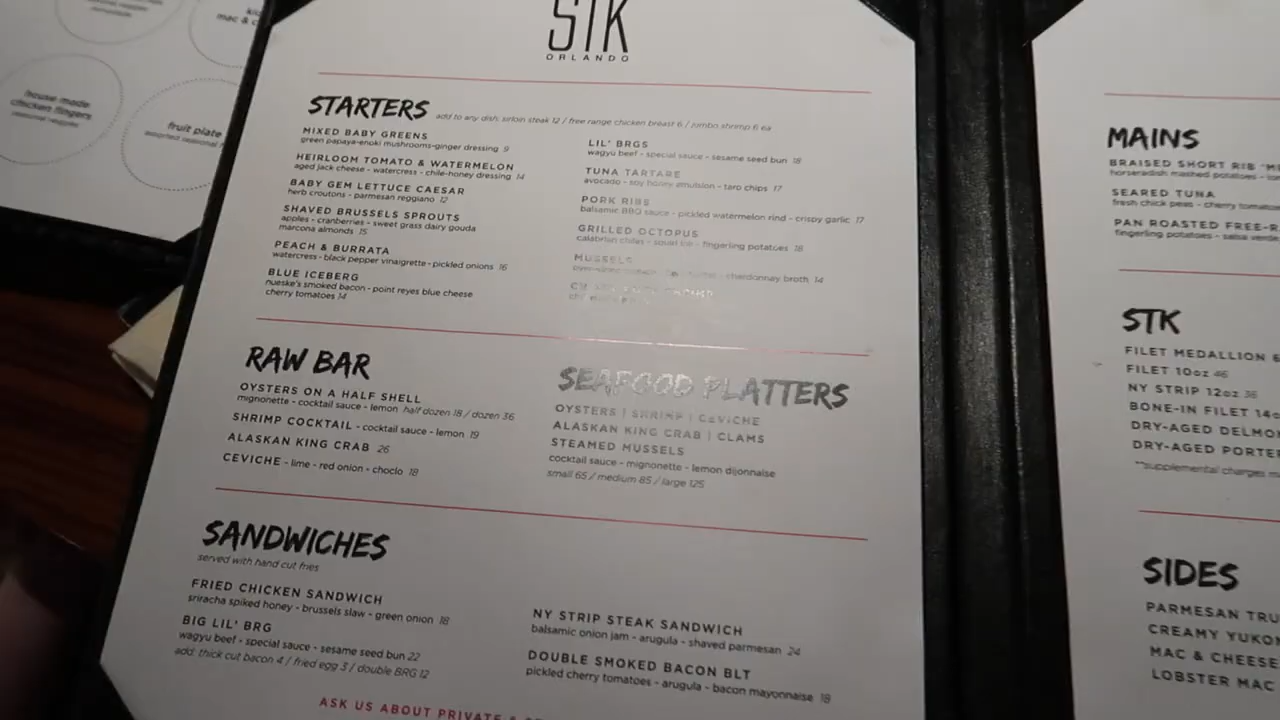 mac & c
house made
chicken fingers
seasonal veggies
fruit plate
assorted seasonal
STK
ORLANDO
STARTERS add to any dish: sirloin steak 12 / free range chicken breast 6 / jumbo shrimp 6 ea
MIXED BABY GREENS
green papaya-enoki mushrooms-ginger dressing 9
HEIRLOOM TOMATO & WATERMELON
aged jack cheese - watercress - chile-honey dressing 14
BABY GEM LETTUCE CAESAR
herb croutons - parmesan reggiano 12
SHAVED BRUSSELS SPROUTS
apples - cranberries - sweet grass dairy gouda
marcona almonds 15
PEACH & BURRATA
watercress - black pepper vinaigrette - pickled onions 16
BLUE ICEBERG
nueske's smoked bacon - point reyes blue cheese
cherry tomatoes 14
LIL' BRGS
wagyu beef - special sauce - sesame seed bun 18
TUNA TARTARE
avocado - soy honey emulsion - taro chips 17
PORK RIBS
balsamic BBQ sauce - pickled watermelon rind - crispy garlic 17
GRILLED OCTOPUS
calabrian chilies - squid ink - fingerling potatoes 18
MUSSELS
chardonnay broth 14
RAW BAR
OYSTERS ON A HALF SHELL
mignonette - cocktail sauce - lemon half dozen 18 / dozen 36
SHRIMP COCKTAIL - cocktail sauce - lemon 19
ALASKAN KING CRAB 26
CEVICHE - lime - red onion - choclo 18
SEAFOOD PLATTERS
OYSTERS | SHRIMP | CEVICHE
ALASKAN KING CRAB | CLAMS
STEAMED MUSSELS
cocktail sauce - mignonette - lemon dijonnaise
small 65 / medium 85 / large 125
SANDWICHES
served with hand cut fries
FRIED CHICKEN SANDWICH
sriracha spiked honey - brussels slaw - green onion 18
BIG LIL' BRG
wagyu beef - special sauce - sesame seed bun 22
add: thick cut bacon 4 / fried egg 3 / double BRG 12
NY STRIP STEAK SANDWICH
balsamic onion jam - arugula - shaved parmesan 24
DOUBLE SMOKED BACON BLT
pickled cherry tomatoes - arugula - bacon mayonnaise 18
ASK US ABOUT PRIVATE &
MAINS
BRAISED SHORT RIB
horseradish mashed potatoes
SEARED TUNA
fresh chick peas - cherry tomatoes
PAN ROASTED FREE-R
fingerling potatoes - salsa verde
STK
FILET MEDALLION 6
FILET 10oz 46
NY STRIP 12oz 36
BONE-IN FILET 14o
DRY-AGED DELMO
DRY-AGED PORTE
**supplemental charges m
SIDES
PARMESAN TRU
CREAMY YUKO
MAC & CHEESE
LOBSTER MAC